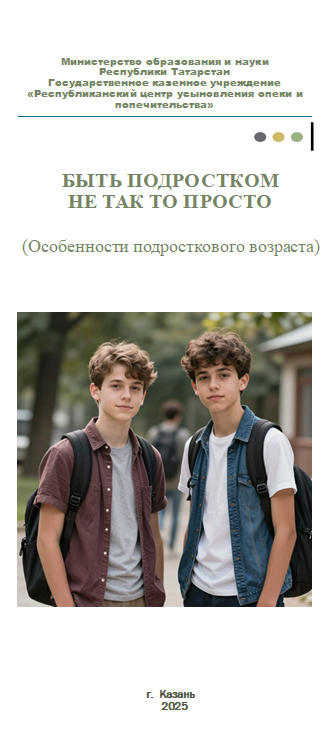 Министерство образования и науки
Республики Татарстан
Государственное казенное учреждение
«Республиканский центр усыновления опеки и
попечительства»
БЫТЬ ПОДРОСТКОМ
НЕ ТАК ТО ПРОСТО
(Особенности подросткового возраста)
г. Казань
2025